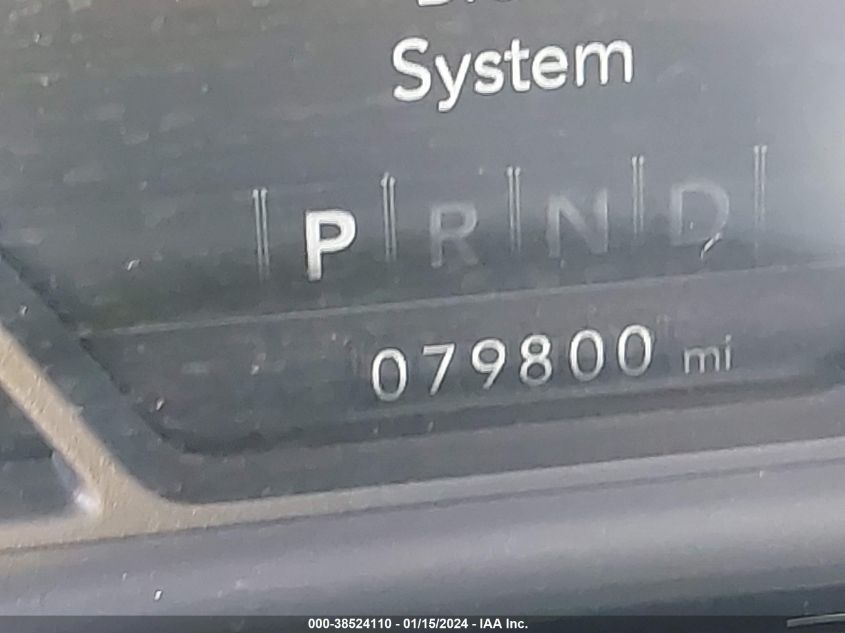 System
P R N D
079800 mi
000-38524110 - 01/15/2024 - IAA Inc.